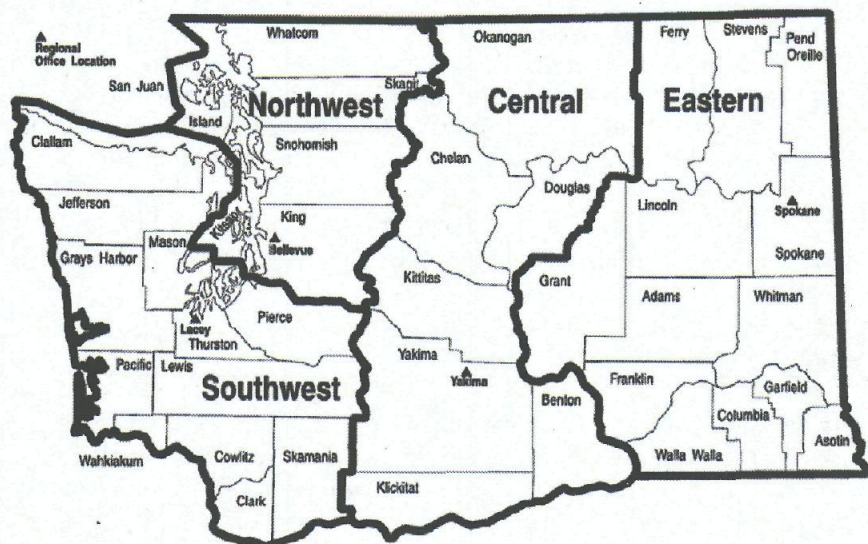 Regional
Office Location
San Juan
Whatcom
Skagit
Northwest
Island
Snohomish
King
Kitsap
Bellevue
Okanogan
Central
Chelan
Douglas
Kittitas
Yakima
Yakima
Benton
Klickitat
Ferry
Stevens
Pend
Oreille
Eastern
Lincoln
Spokane
Spokane
Grant
Adams
Whitman
Franklin
Garfield
Columbia
Walla Walla
Asotin
Clallam
Jefferson
Mason
Grays Harbor
Lacey
Thurston
Pierce
Pacific
Lewis
Southwest
Wahkiakum
Cowlitz
Skamania
Clark